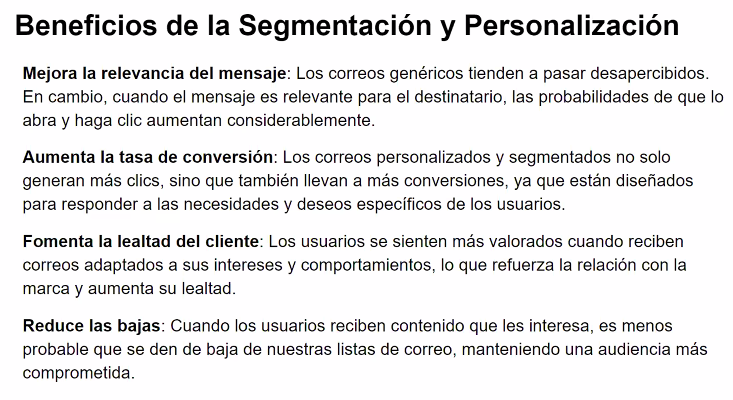 Beneficios de la Segmentación y Personalización
Mejora la relevancia del mensaje: Los correos genéricos tienden a pasar desapercibidos.
En cambio, cuando el mensaje es relevante para el destinatario, las probabilidades de que lo
abra y haga clic aumentan considerablemente.
Aumenta la tasa de conversión: Los correos personalizados y segmentados no solo
generan más clics, sino que también llevan a más conversiones, ya que están diseñados
para responder a las necesidades y deseos específicos de los usuarios.
Fomenta la lealtad del cliente: Los usuarios se sienten más valorados cuando reciben
correos adaptados a sus intereses y comportamientos, lo que refuerza la relación con la
marca y aumenta su lealtad.
Reduce las bajas: Cuando los usuarios reciben contenido que les interesa, es menos
probable que se den de baja de nuestras listas de correo, manteniendo una audiencia más
comprometida.